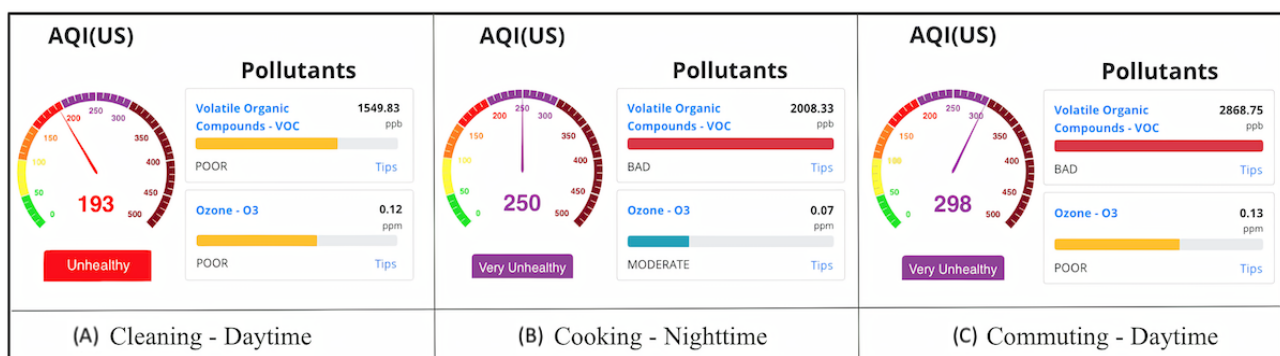 AQI(US)
Pollutants
0
50
100
150
200
250
300
350
400
450
500
193
Unhealthy
Volatile Organic
Compounds - VOC
1549.83
ppb
POOR
Tips
Ozone - O3
0.12
ppm
POOR
Tips
(A) Cleaning - Daytime
AQI(US)
Pollutants
0
50
100
150
200
250
300
350
400
450
500
250
Very Unhealthy
Volatile Organic
Compounds - VOC
2008.33
ppb
BAD
Tips
Ozone - O3
0.07
ppm
MODERATE
Tips
(B) Cooking - Nighttime
AQI(US)
Pollutants
0
50
100
150
200
250
300
350
400
450
500
298
Very Unhealthy
Volatile Organic
Compounds - VOC
2868.75
ppb
BAD
Tips
Ozone - O3
0.13
ppm
POOR
Tips
(C) Commuting - Daytime